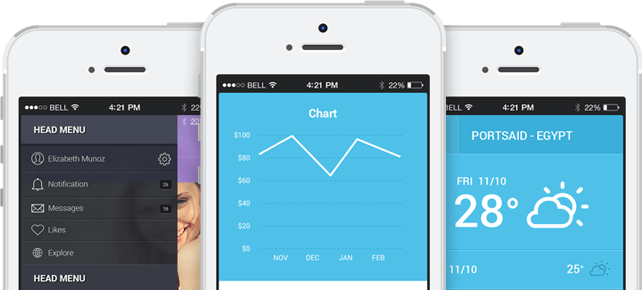 BELL 4:21 PM 22%
HEAD MENU
Elizabeth Munoz
Notification 25
Messages 16
Likes
Explore
HEAD MENU
BELL 4:21 PM 22%
Chart
$100
$80
$60
$40
$20
$0
NOV DEC JAN FEB
ELL 4:21 PM 22%
PORTSAID - EGYPT
FRI 11/10
28°
11/10 25°